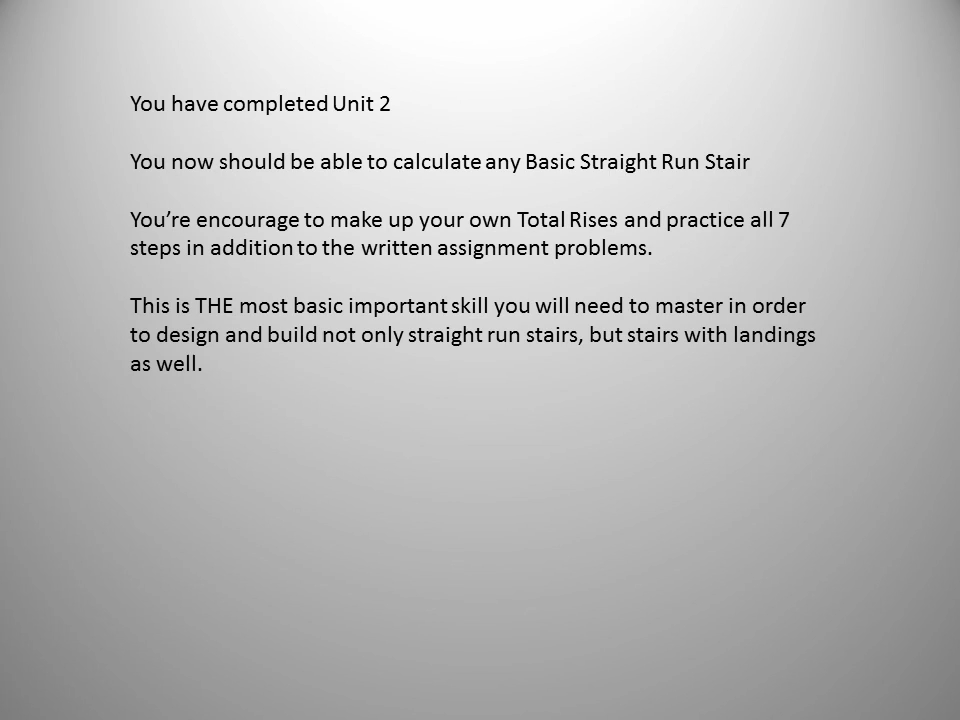 You have completed Unit 2
You now should be able to calculate any Basic Straight Run Stair
You’re encourage to make up your own Total Rises and practice all 7
steps in addition to the written assignment problems.
This is THE most basic important skill you will need to master in order
to design and build not only straight run stairs, but stairs with landings
as well.